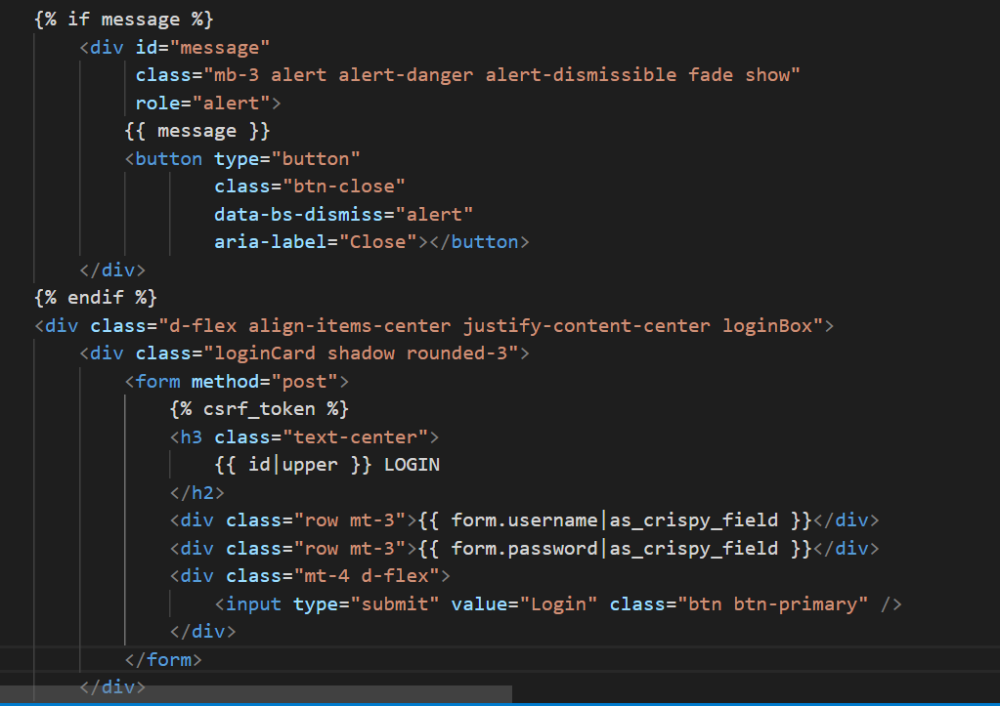 {% if message %}
<div id="message"
class="mb-3 alert alert-danger alert-dismissible fade show"
role="alert">
{{ message }}
<button type="button"
class="btn-close"
data-bs-dismiss="alert"
aria-label="Close"></button>
</div>
{% endif %}
<div class="d-flex align-items-center justify-content-center loginBox">
<div class="loginCard shadow rounded-3">
<form method="post">
{% csrf_token %}
<h3 class="text-center">
{{ id|upper }} LOGIN
</h2>
<div class="row mt-3">{{ form.username|as_crispy_field }}</div>
<div class="row mt-3">{{ form.password|as_crispy_field }}</div>
<div class="mt-4 d-flex">
<input type="submit" value="Login" class="btn btn-primary" />
</div>
</form>
</div>